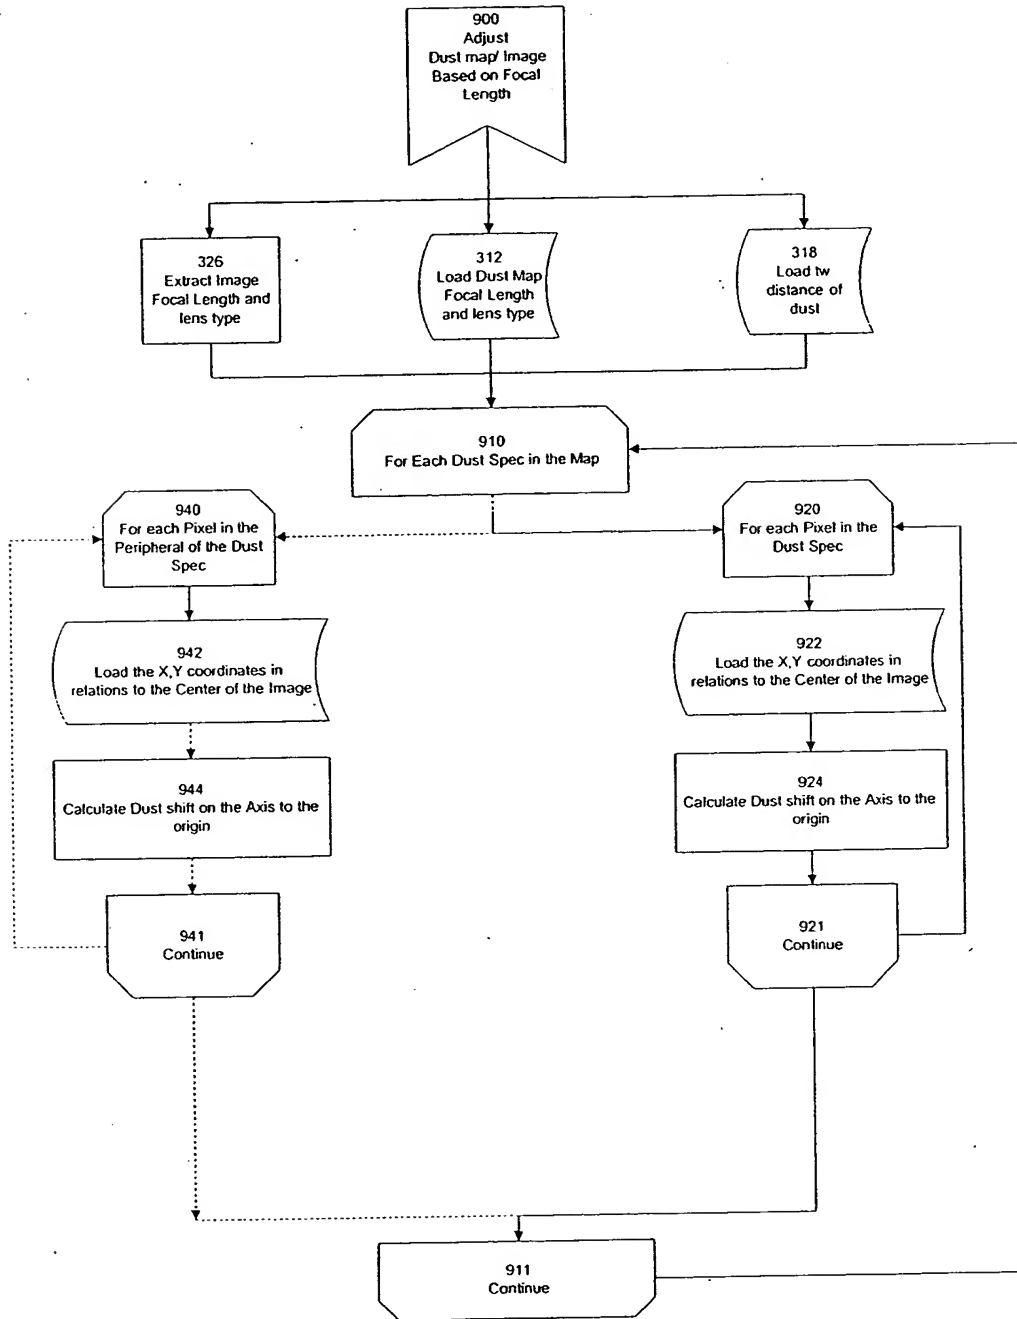 900
Adjust
Dust map/ Image
Based on Focal
Length
326
Extract Image
Focal Length and
lens type
312
Load Dust Map
Focal Length
and lens type
318
Load tw
distance of
dust
910
For Each Dust Spec in the Map
940
For each Pixel in the
Peripheral of the Dust
Spec
920
For each Pixel in the
Dust Spec
942
Load the X,Y coordinates in
relations to the Center of the Image
922
Load the X,Y coordinates in
relations to the Center of the Image
944
Calculate Dust shift on the Axis to the
origin
924
Calculate Dust shift on the Axis to the
origin
941
Continue
921
Continue
911
Continue